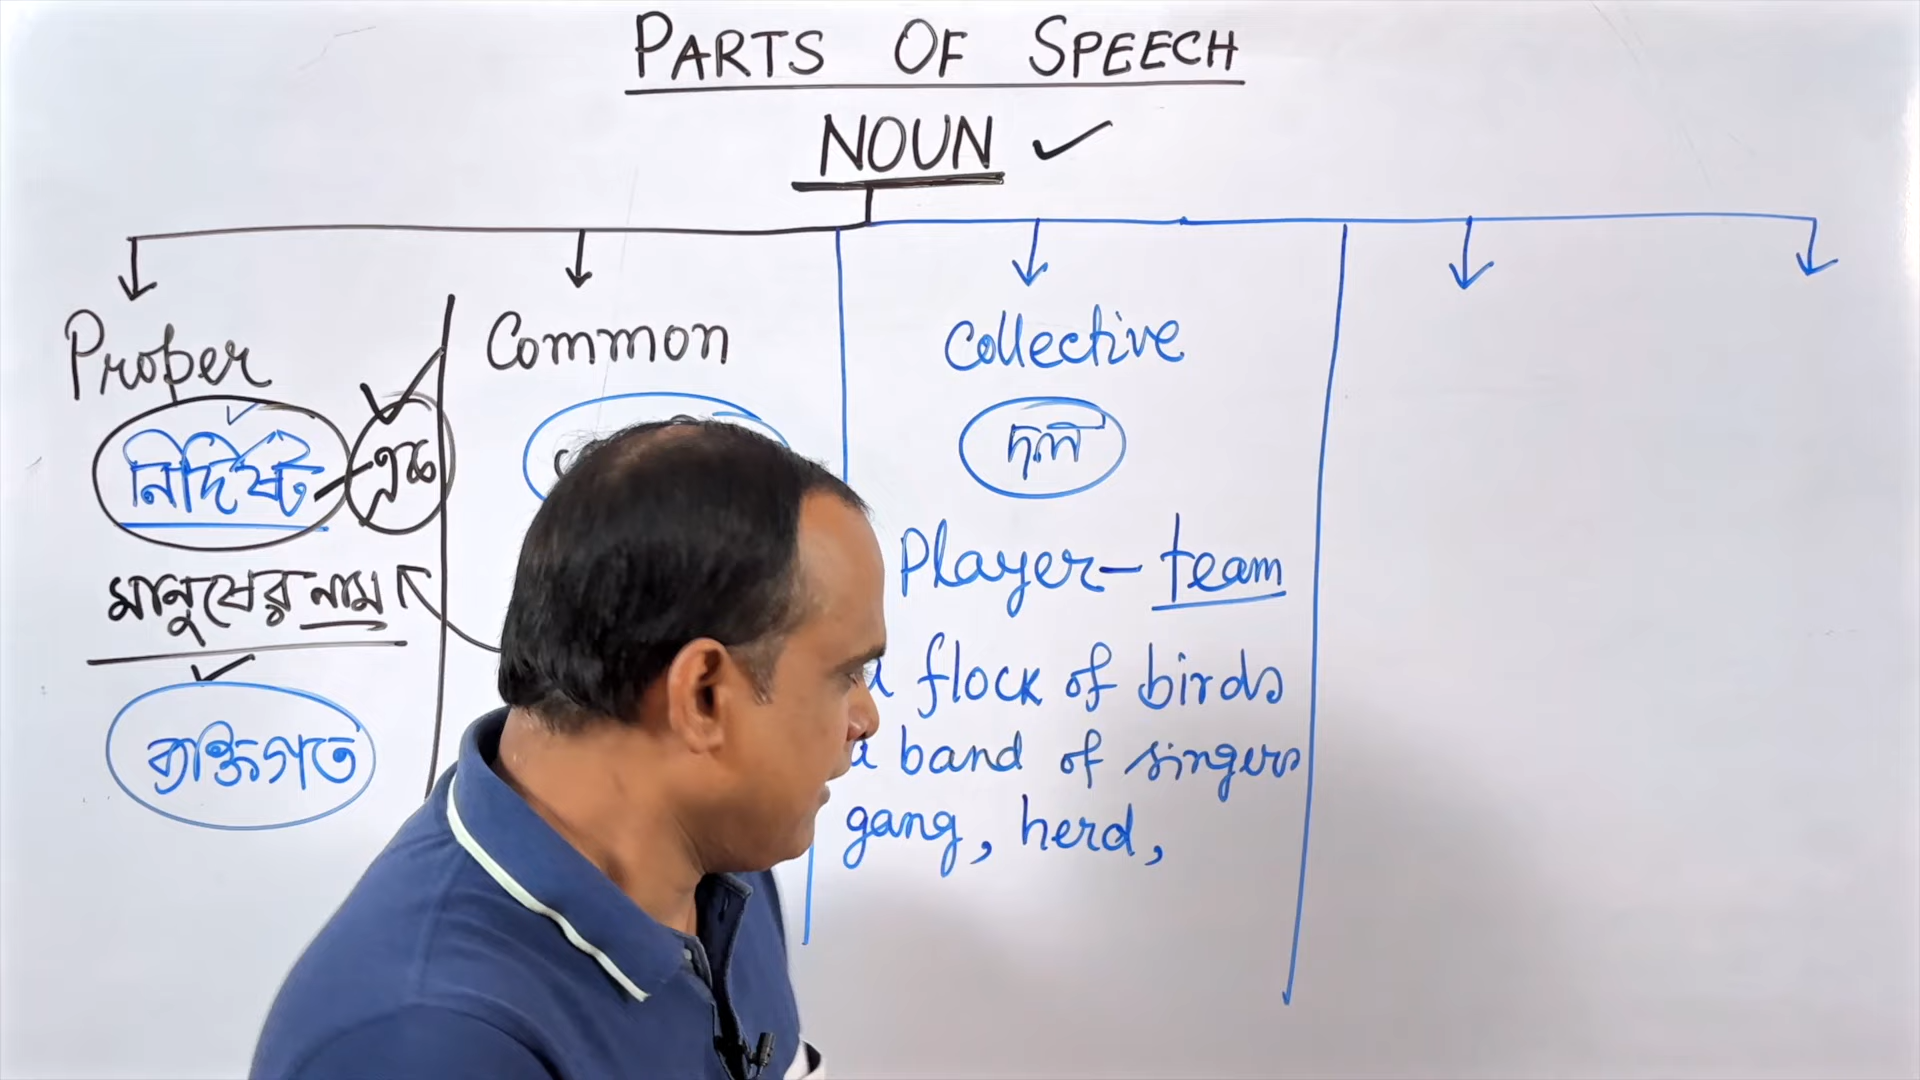 PARTS OF SPEECH
NOUN
Proper
Common
Collective
নির্দিষ্ট
এক
দল
মানুষের নাম
Player - team
flock of birds
ব্যক্তিগত
a band of singers
gang, herd,